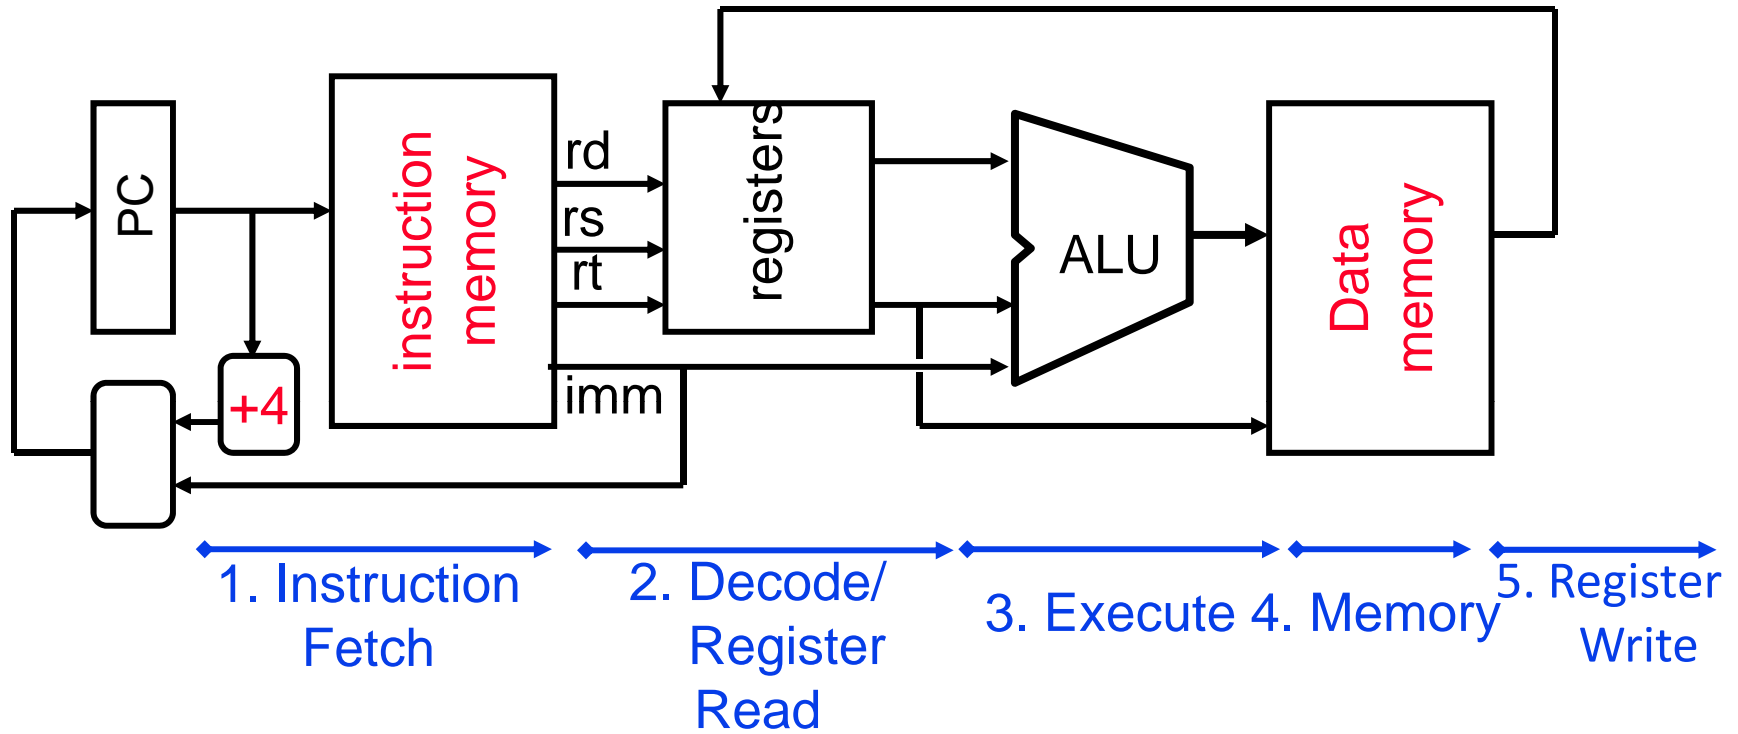 PC
+4
instruction
memory
rd
rs
rt
imm
registers
ALU
Data
memory
1. Instruction
Fetch
2. Decode/
Register
Read
3. Execute
4. Memory
5. Register
Write